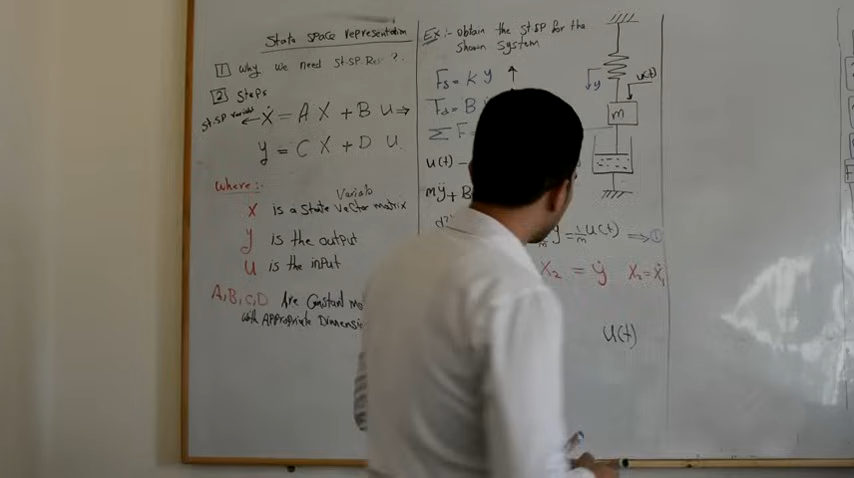 State space representation
1 why we need st.sp. ?
2 steps
st.sp ← Ẋ = A X + B U ⇒
y = C X + D U
where:-
Variable
X is a state vector matrix
y is the output
U is the input
A,B,C,D Are Constant
with Appropriate
Ex:- obtain the st.sp for the
shown system
Fs = K y ↑
Fd = B
Σ F =
u(t) -
mÿ + B
y = 1/m u(t) ⇒ 1
X₂ = ẏ X₂ = Ẋ₁
U(t)
y
u(t)
m